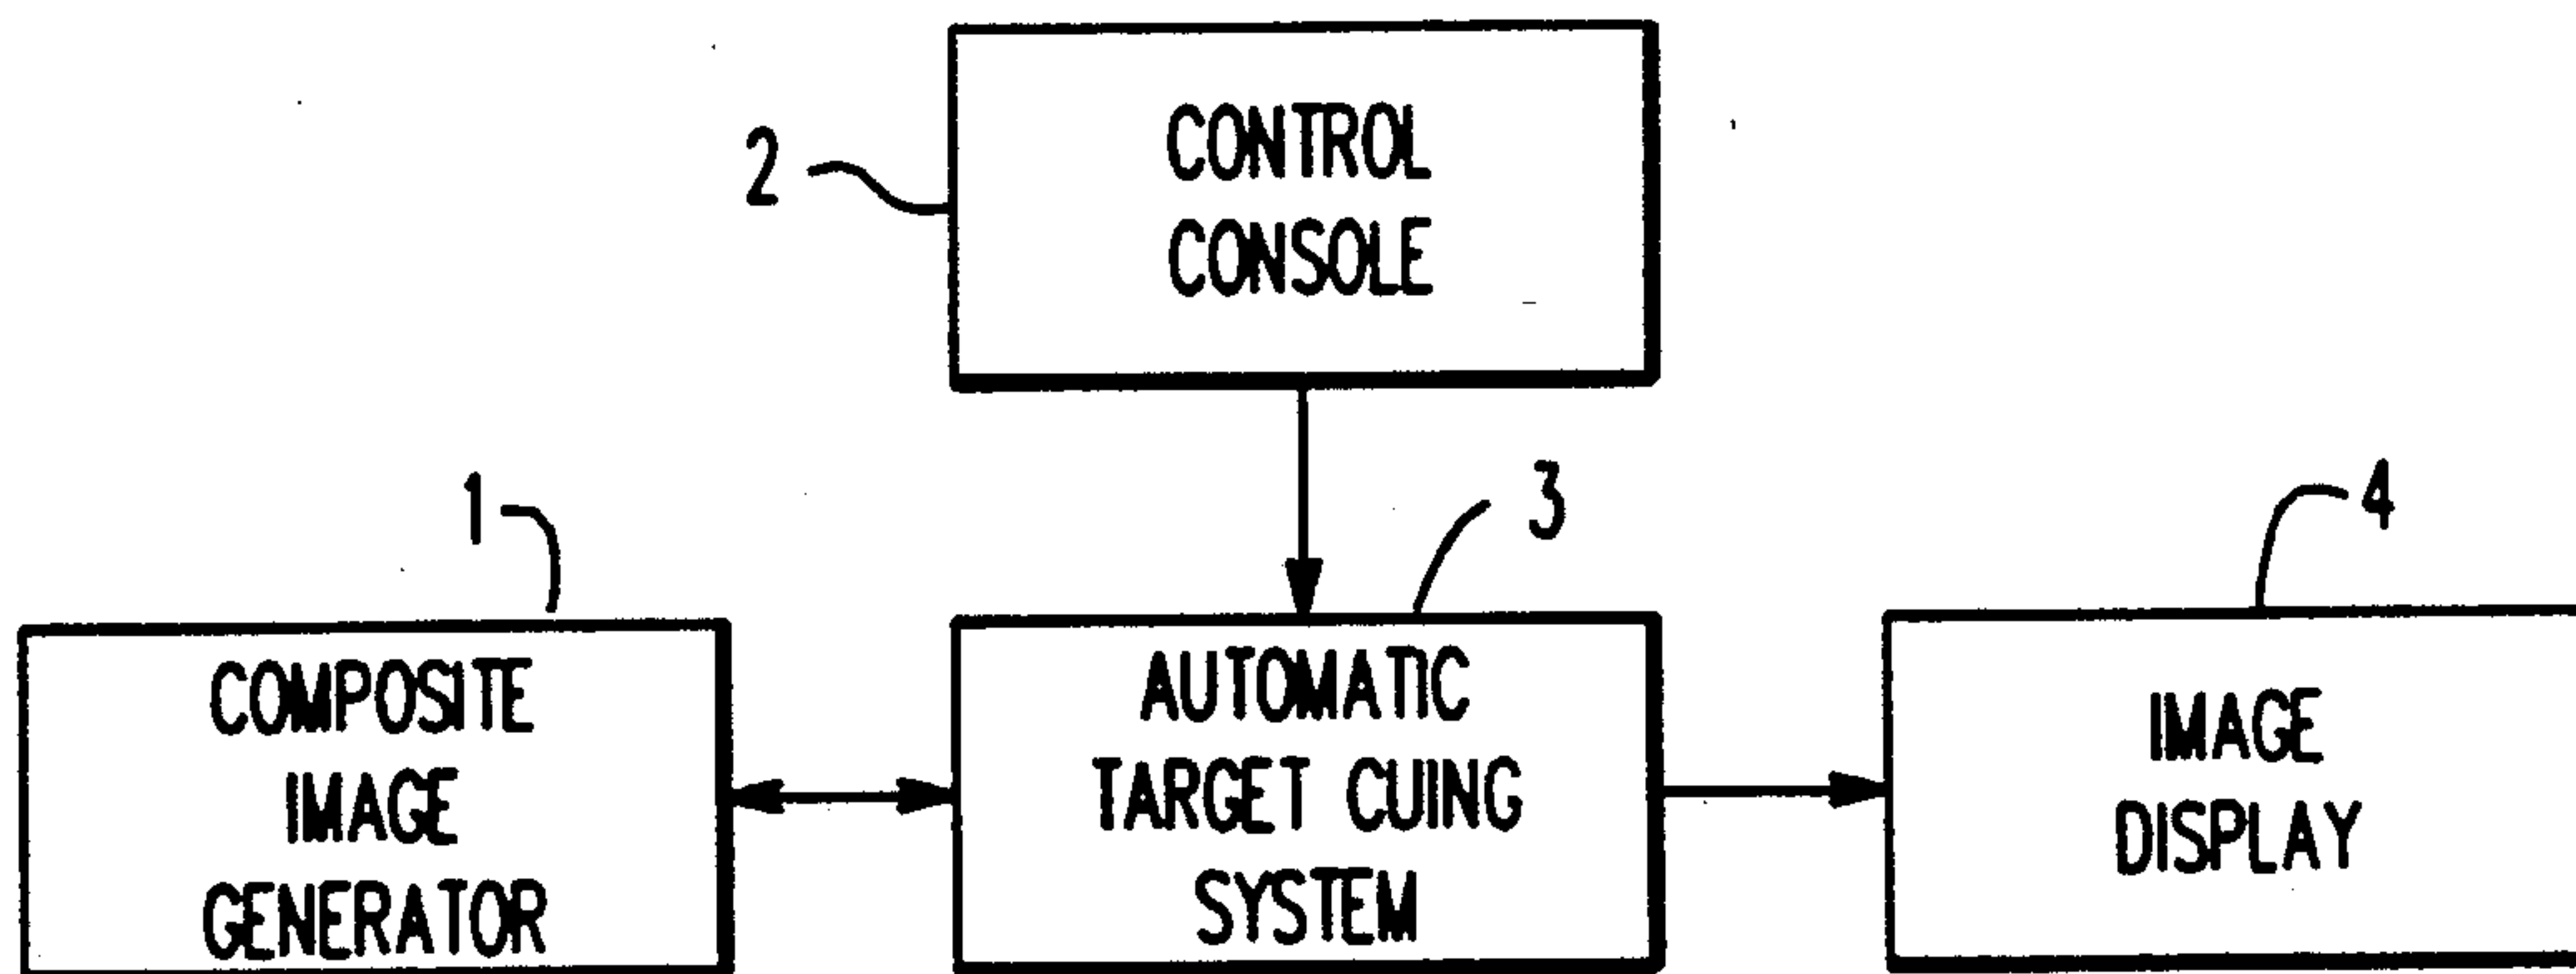 2
CONTROL
CONSOLE
1
3
4
COMPOSITE
IMAGE
GENERATOR
AUTOMATIC
TARGET CUING
SYSTEM
IMAGE
DISPLAY